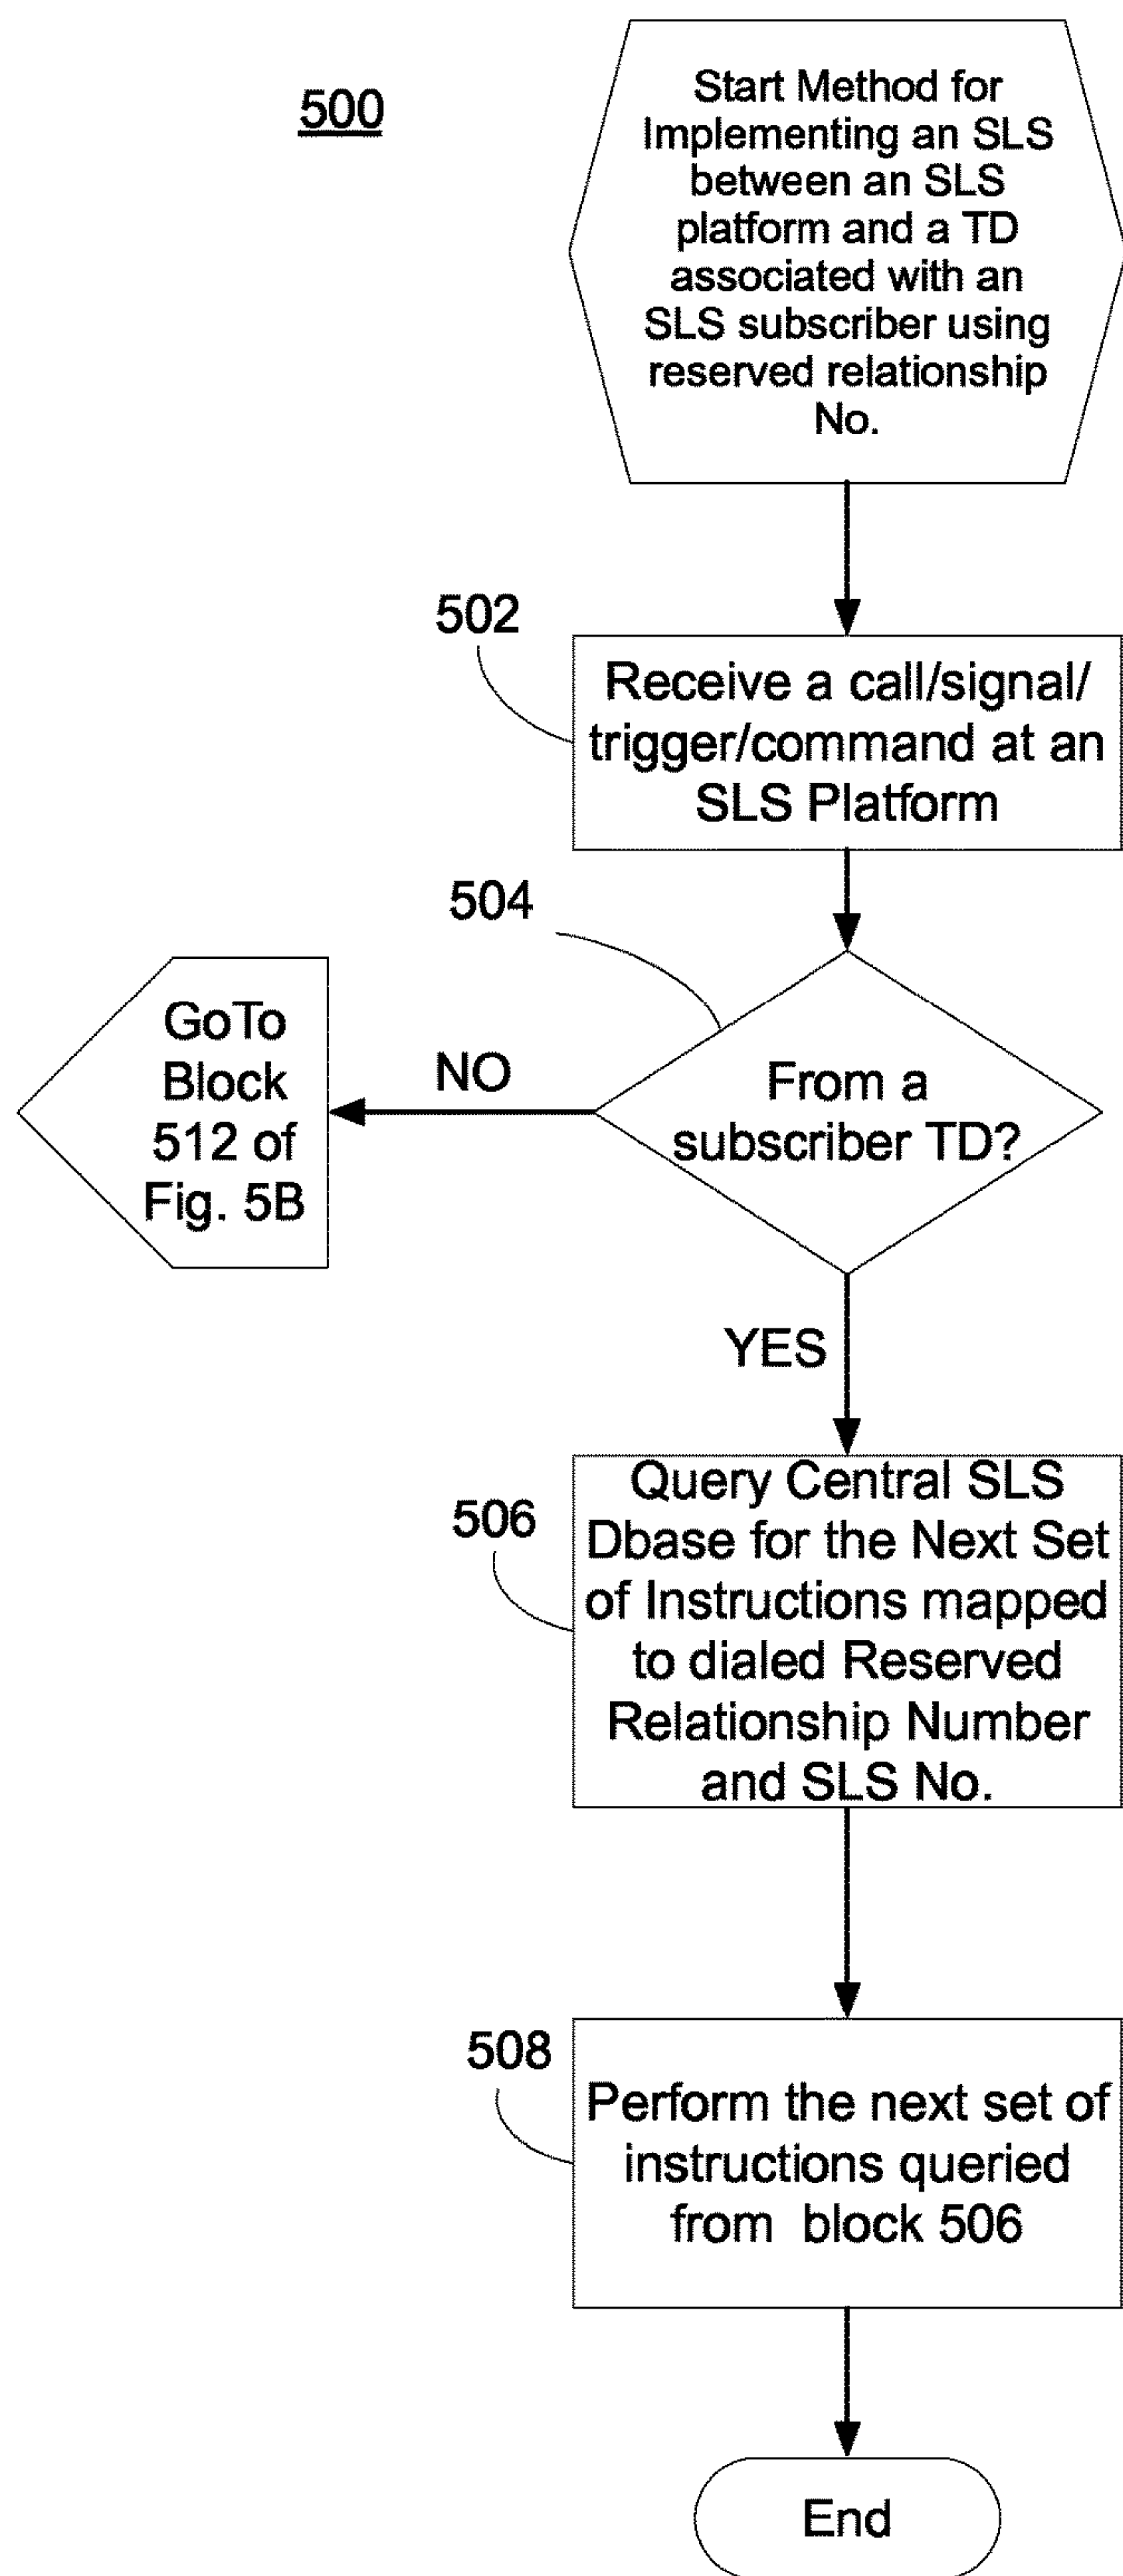 500
Start Method for
Implementing an SLS
between an SLS
platform and a TD
associated with an
SLS subscriber using
reserved relationship
No.
502
Receive a call/signal/
trigger/command at an
SLS Platform
504
From a
subscriber TD?
NO
GoTo
Block
512 of
Fig. 5B
YES
506
Query Central SLS
Dbase for the Next Set
of Instructions mapped
to dialed Reserved
Relationship Number
and SLS No.
508
Perform the next set of
instructions queried
from block 506
End